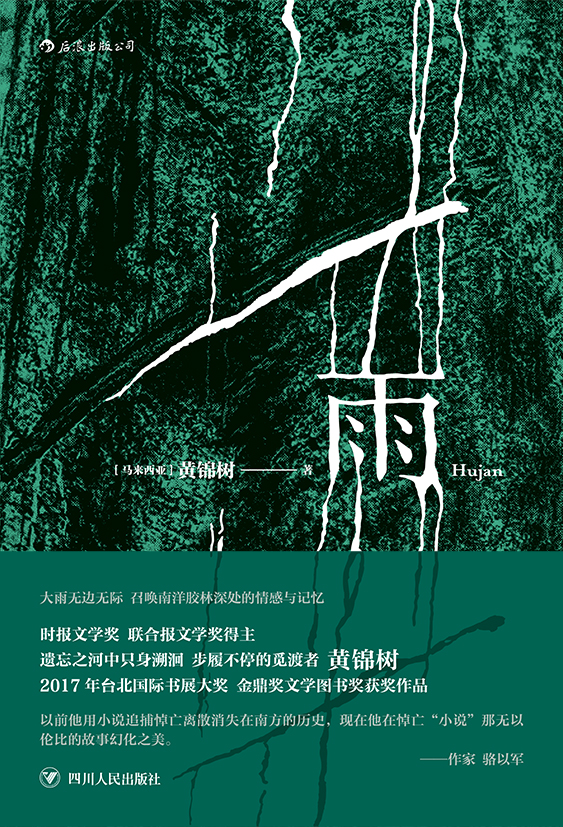 后浪出版公司
雨
[马来西亚] 黄锦树 —— 著
Hujan
大雨无边无际 召唤南洋胶林深处的情感与记忆
时报文学奖 联合报文学奖得主
遗忘之河中只身溯洄 步履不停的觅渡者 黄锦树
2017 年台北国际书展大奖 金鼎奖文学图书奖获奖作品
以前他用小说追捕悼亡离散消失在南方的历史，现在他在悼亡“小说”那无以
伦比的故事幻化之美。
——作家 骆以军
四川人民出版社